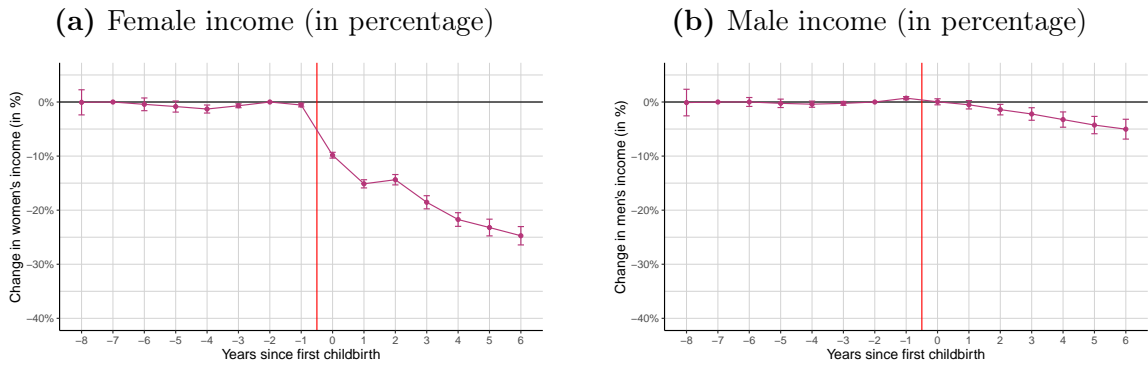 (a) Female income (in percentage)
Change in women's income (in %)
0%
−10%
−20%
−30%
−40%
−8 −7 −6 −5 −4 −3 −2 −1 0 1 2 3 4 5 6
Years since first childbirth
(b) Male income (in percentage)
Change in men's income (in %)
0%
−10%
−20%
−30%
−40%
−8 −7 −6 −5 −4 −3 −2 −1 0 1 2 3 4 5 6
Years since first childbirth